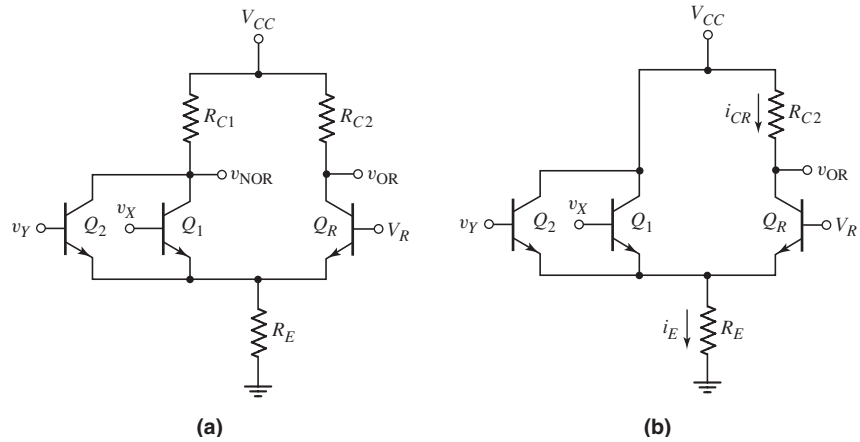 V_CC
R_C1
R_C2
v_NOR
v_OR
v_Y
Q_2
v_X
Q_1
Q_R
V_R
R_E
(a)
V_CC
i_CR
R_C2
v_OR
v_Y
Q_2
v_X
Q_1
Q_R
V_R
i_E
R_E
(b)